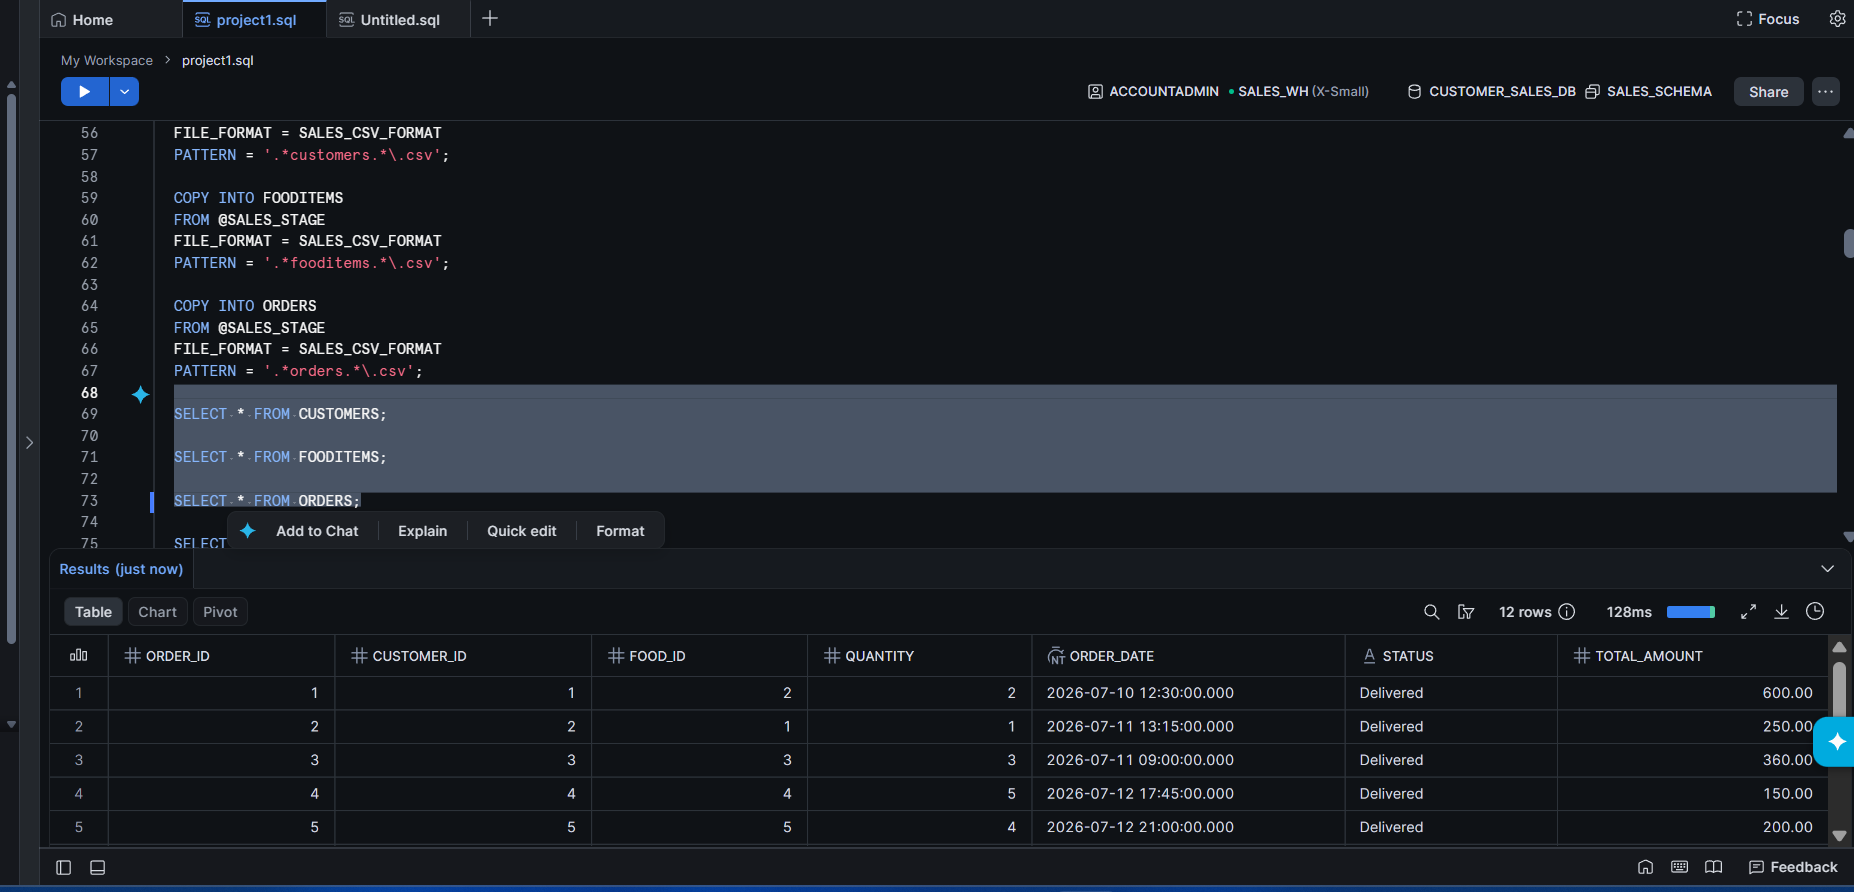 Home
project1.sql
Untitled.sql
Focus
My Workspace > project1.sql
ACCOUNTADMIN • SALES_WH (X-Small) CUSTOMER_SALES_DB SALES_SCHEMA Share ...
56 FILE_FORMAT = SALES_CSV_FORMAT
57 PATTERN = '.*customers.*\.csv';
58
59 COPY INTO FOODITEMS
60 FROM @SALES_STAGE
61 FILE_FORMAT = SALES_CSV_FORMAT
62 PATTERN = '.*fooditems.*\.csv';
63
64 COPY INTO ORDERS
65 FROM @SALES_STAGE
66 FILE_FORMAT = SALES_CSV_FORMAT
67 PATTERN = '.*orders.*\.csv';
68
69 SELECT * FROM CUSTOMERS;
70
71 SELECT * FROM FOODITEMS;
72
73 SELECT * FROM ORDERS;
74
Add to Chat Explain Quick edit Format
75 SELECT
Results (just now)
Table Chart Pivot 12 rows 128ms
ORDER_ID CUSTOMER_ID FOOD_ID QUANTITY NT ORDER_DATE A STATUS TOTAL_AMOUNT
1 1 1 2 2 2026-07-10 12:30:00.000 Delivered 600.00
2 2 2 1 1 2026-07-11 13:15:00.000 Delivered 250.00
3 3 3 3 3 2026-07-11 09:00:00.000 Delivered 360.00
4 4 4 4 5 2026-07-12 17:45:00.000 Delivered 150.00
5 5 5 5 4 2026-07-12 21:00:00.000 Delivered 200.00
Feedback